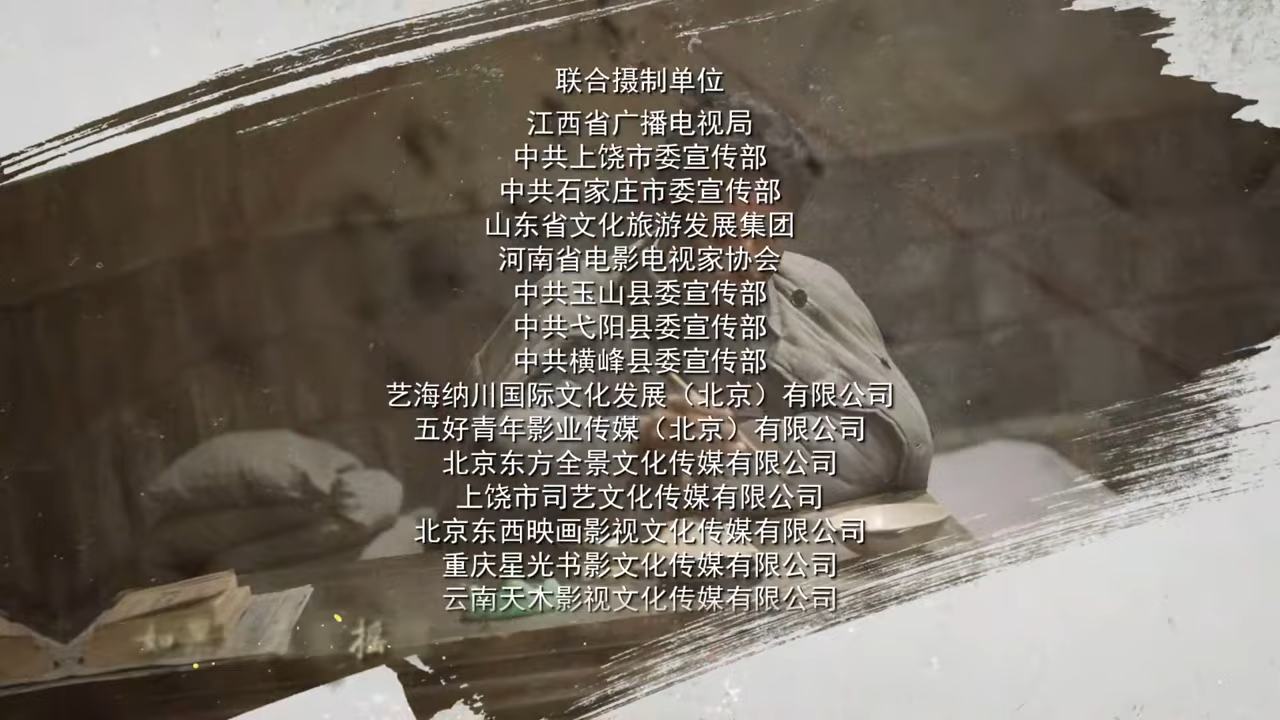 联合摄制单位
江西省广播电视局
中共上饶市委宣传部
中共石家庄市委宣传部
山东省文化旅游发展集团
河南省电影电视家协会
中共玉山县委宣传部
中共弋阳县委宣传部
中共横峰县委宣传部
艺海纳川国际文化发展（北京）有限公司
五好青年影业传媒（北京）有限公司
北京东方全景文化传媒有限公司
上饶市司艺文化传媒有限公司
北京东西映画影视文化传媒有限公司
重庆星光书影文化传媒有限公司
云南天木影视文化传媒有限公司